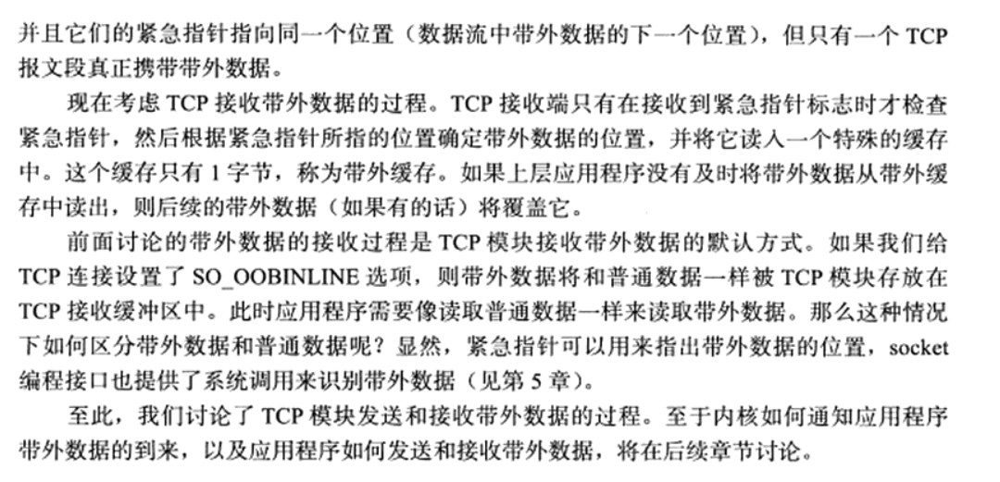 并且它们的紧急指针指向同一个位置（数据流中带外数据的下一个位置），但只有一个 TCP
报文段真正携带带外数据。
现在考虑 TCP 接收带外数据的过程。TCP 接收端只有在接收到紧急指针标志时才检查
紧急指针，然后根据紧急指针所指的位置确定带外数据的位置，并将它读入一个特殊的缓存
中。这个缓存只有 1 字节，称为带外缓存。如果上层应用程序没有及时将带外数据从带外缓
存中读出，则后续的带外数据（如果有的话）将覆盖它。
前面讨论的带外数据的接收过程是 TCP 模块接收带外数据的默认方式。如果我们给
TCP 连接设置了 SO_OOBINLINE 选项，则带外数据将和普通数据一样被 TCP 模块存放在
TCP 接收缓冲区中。此时应用程序需要像读取普通数据一样来读取带外数据。那么这种情况
下如何区分带外数据和普通数据呢？显然，紧急指针可以用来指出带外数据的位置，socket
编程接口也提供了系统调用来识别带外数据（见第 5 章）。
至此，我们讨论了 TCP 模块发送和接收带外数据的过程。至于内核如何通知应用程序
带外数据的到来，以及应用程序如何发送和接收带外数据，将在后续章节讨论。